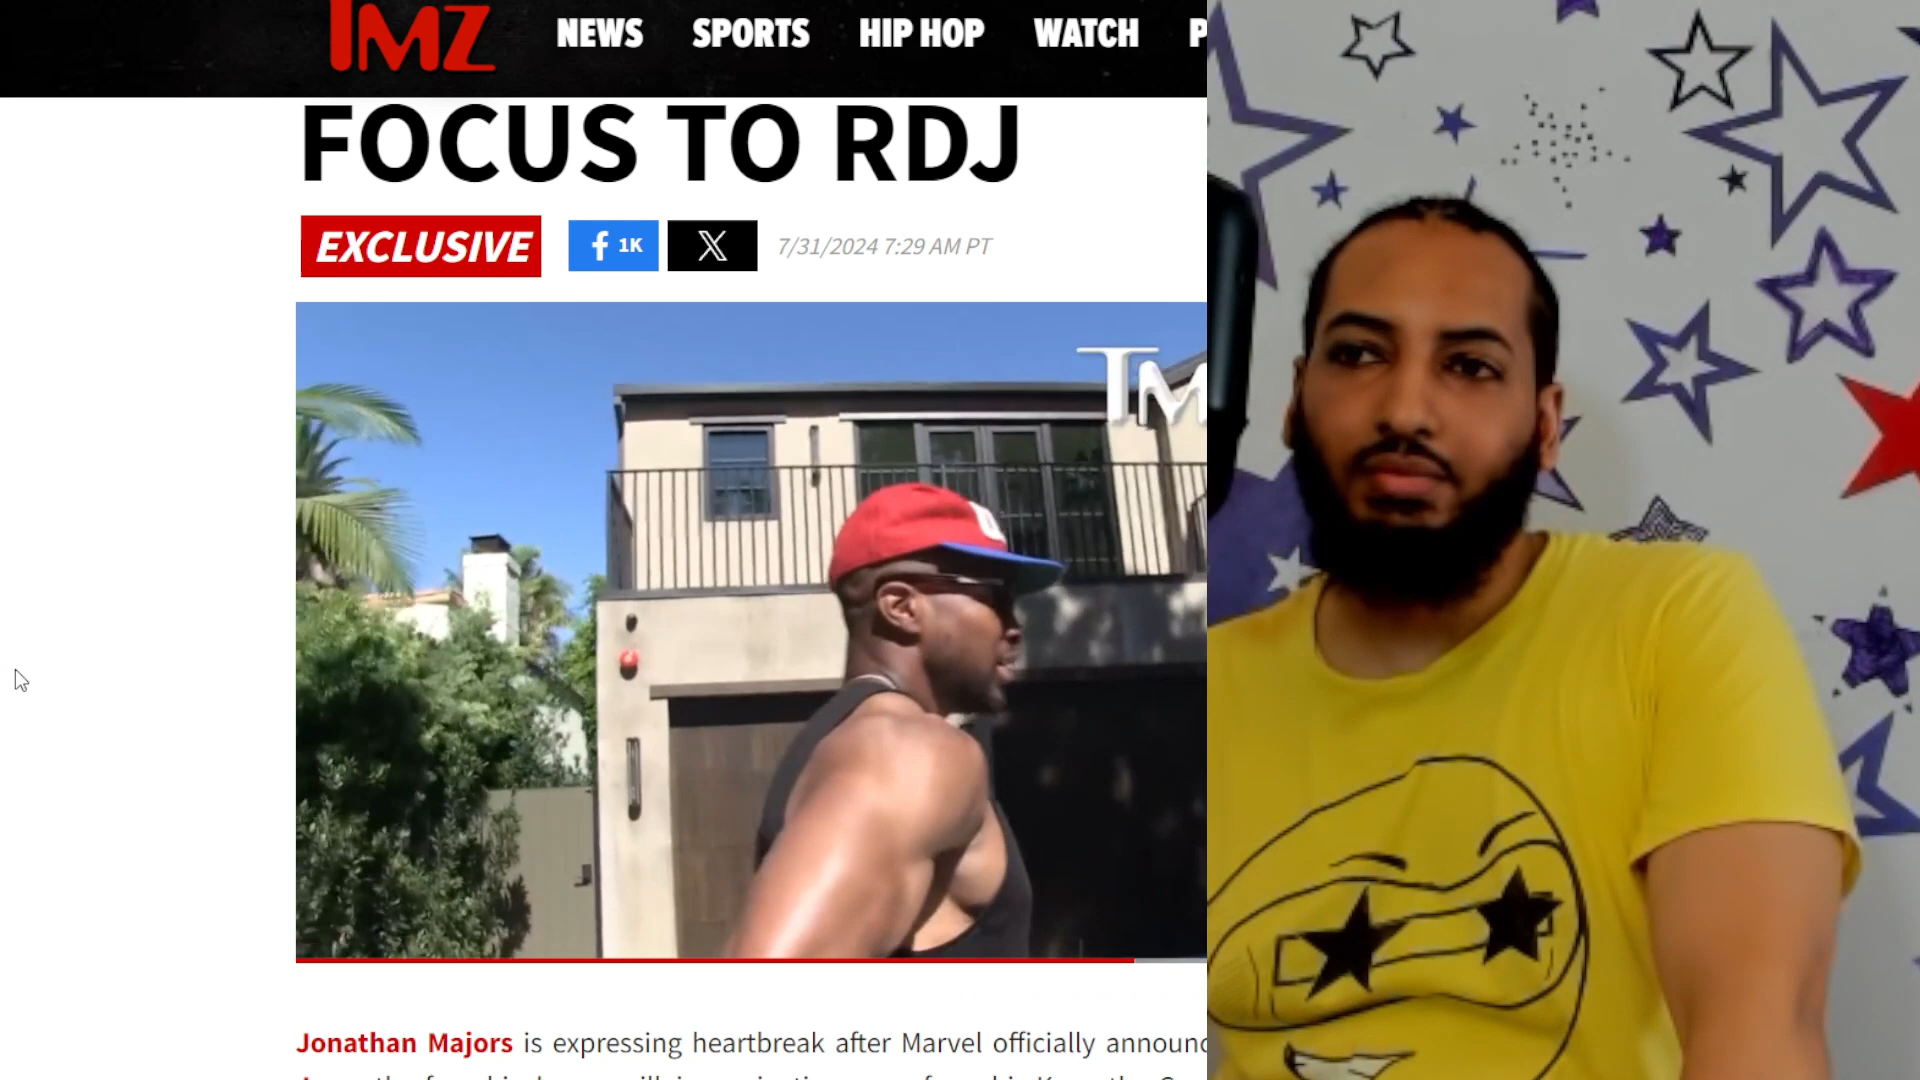 TMZ NEWS SPORTS HIP HOP WATCH P
FOCUS TO RDJ
EXCLUSIVE f 1K X 7/31/2024 7:29 AM PT
TM
Jonathan Majors is expressing heartbreak after Marvel officially announc